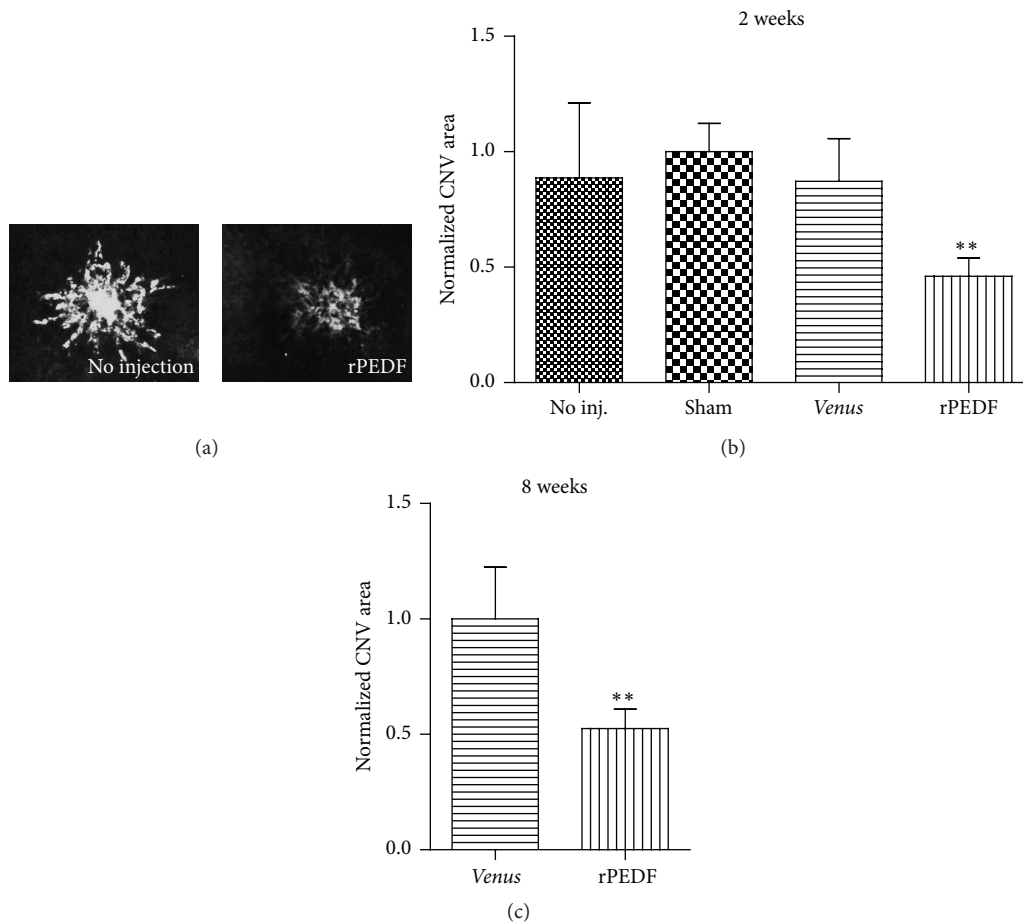 No injection
rPEDF
(a)
2 weeks
Normalized CNV area
1.5
1.0
0.5
0.0
**
No inj.
Sham
Venus
rPEDF
(b)
8 weeks
Normalized CNV area
1.5
1.0
0.5
0.0
**
Venus
rPEDF
(c)